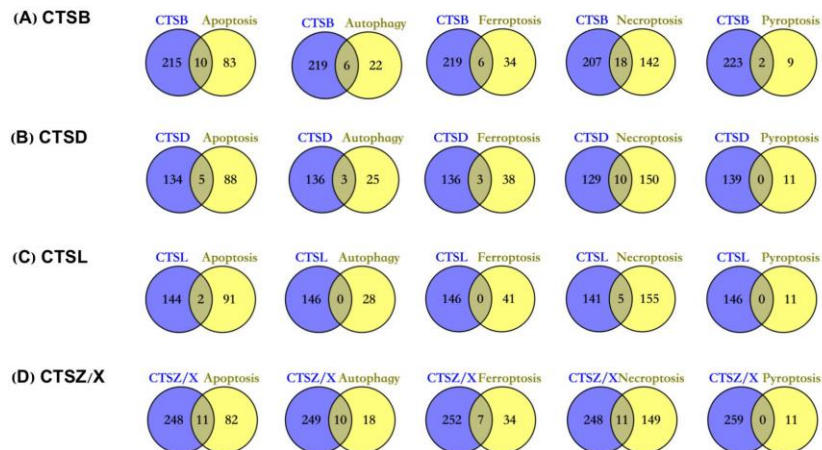 (A) CTSB
CTSB Apoptosis
215 10 83
CTSB Autophagy
219 6 22
CTSB Ferroptosis
219 6 34
CTSB Necroptosis
207 18 142
CTSB Pyroptosis
223 2 9
(B) CTSD
CTSD Apoptosis
134 5 88
CTSD Autophagy
136 3 25
CTSD Ferroptosis
136 3 38
CTSD Necroptosis
129 10 150
CTSD Pyroptosis
139 0 11
(C) CTSL
CTSL Apoptosis
144 2 91
CTSL Autophagy
146 0 28
CTSL Ferroptosis
146 0 41
CTSL Necroptosis
141 5 155
CTSL Pyroptosis
146 0 11
(D) CTSZ/X
CTSZ/X Apoptosis
248 11 82
CTSZ/X Autophagy
249 10 18
CTSZ/X Ferroptosis
252 7 34
CTSZ/X Necroptosis
248 11 149
CTSZ/X Pyroptosis
259 0 11